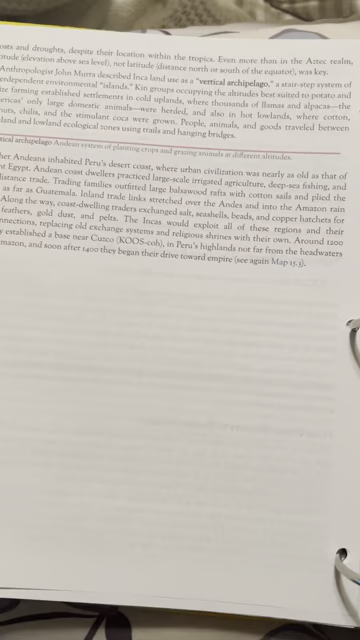 osts and droughts, despite their location within the tropics. Even more than in the Aztec realm,
itude (elevation above sea level), not latitude (distance north or south of the equator), was key.
Anthropologist John Murra described Inca land use as a "vertical archipelago," a stair-step system of
erdependent environmental "islands." Kin groups occupying the altitudes best suited to potato and
ize farming established settlements in cold uplands, where thousands of llamas and alpacas—the
ericas' only large domestic animals—were herded, and also in hot lowlands, where cotton,
nuts, chilis, and the stimulant coca were grown. People, animals, and goods traveled between
land and lowland ecological zones using trails and hanging bridges.
tical archipelago Andean system of planting crops and grazing animals at different altitudes.
her Andeans inhabited Peru's desert coast, where urban civilization was nearly as old as that of
nt Egypt. Andean coast dwellers practiced large-scale irrigated agriculture, deep-sea fishing, and
distance trade. Trading families outfitted large balsawood rafts with cotton sails and plied the
as far as Guatemala. Inland trade links stretched over the Andes and into the Amazon rain
Along the way, coast-dwelling traders exchanged salt, seashells, beads, and copper hatchets for
feathers, gold dust, and pelts. The Incas would exploit all of these regions and their
nnections, replacing old exchange systems and religious shrines with their own. Around 1200
y established a base near Cuzco (KOOS-coh), in Peru's highlands not far from the headwaters
mazon, and soon after 1400 they began their drive toward empire (see again Map 15.3).